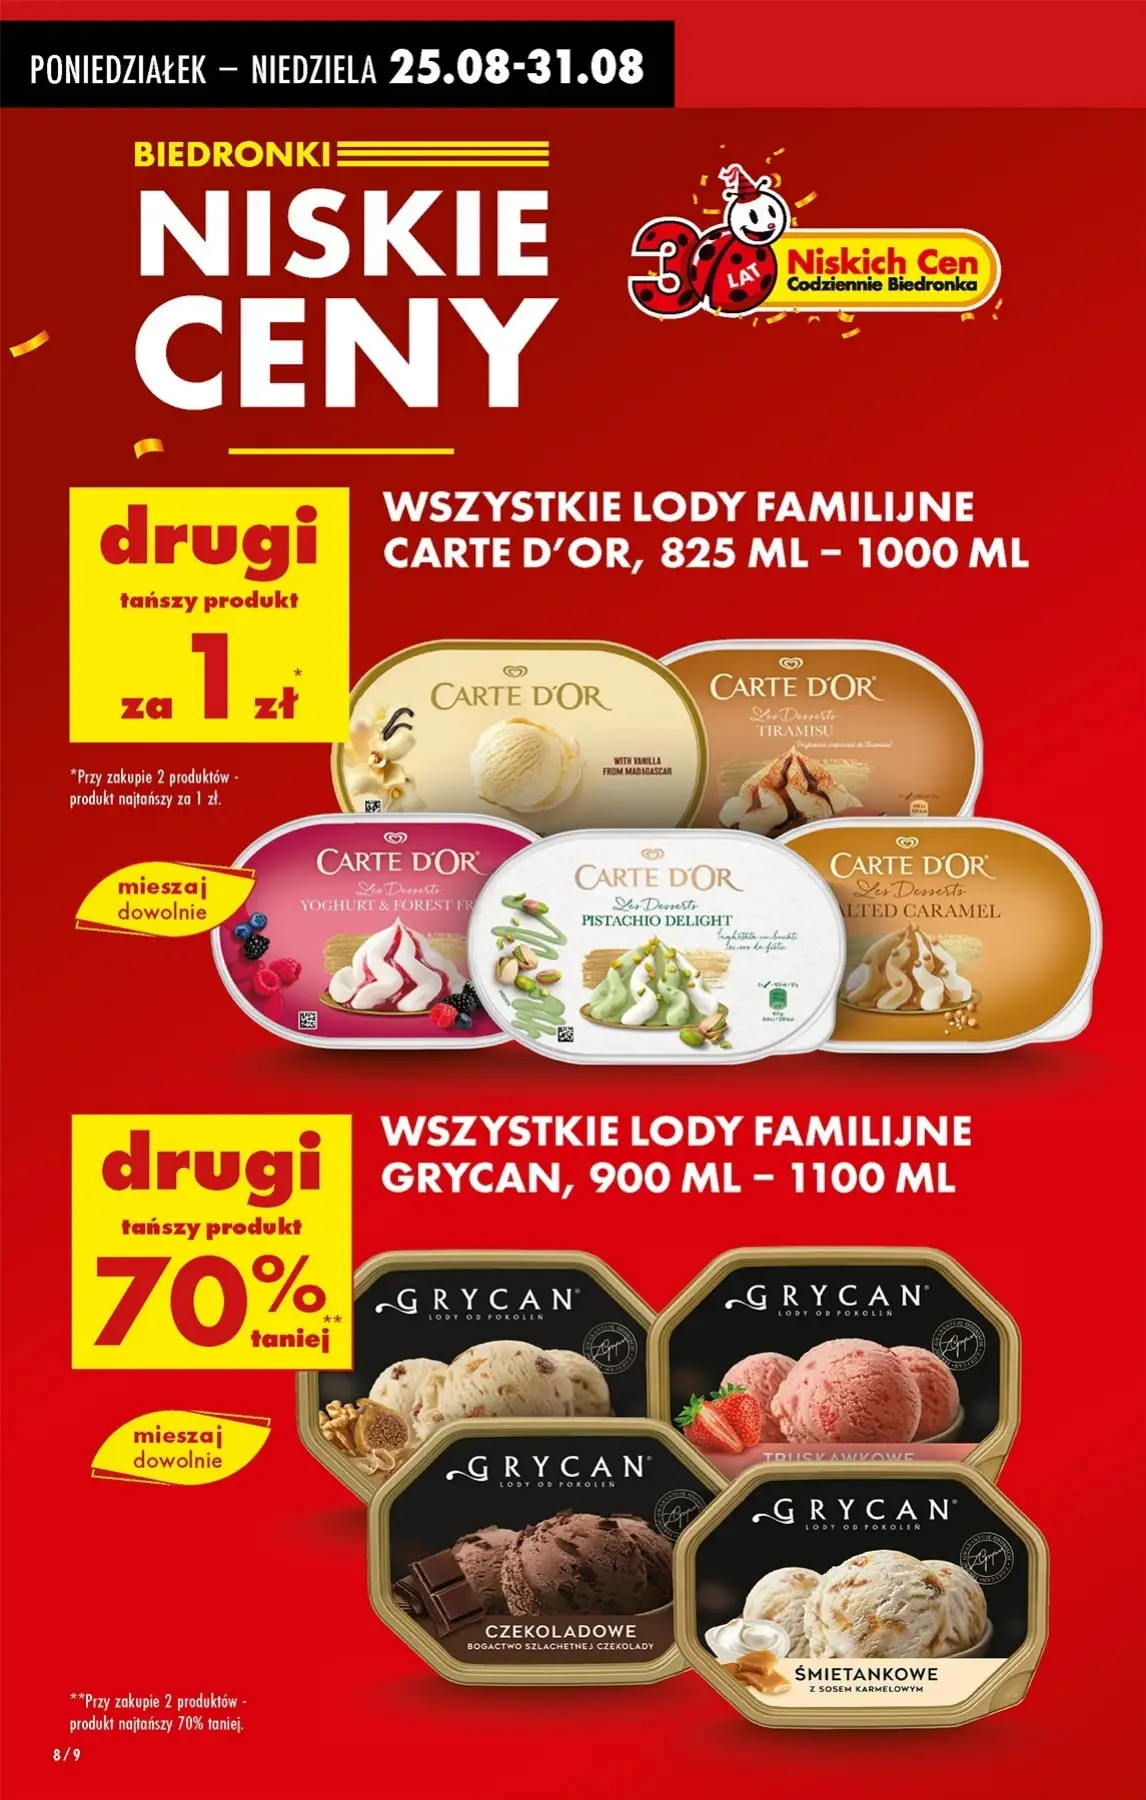 PONIEDZIAŁEK – NIEDZIELA 25.08-31.08
BIEDRONKI
NISKIE
CENY
30 LAT
Niskich Cen
Codziennie Biedronka
drugi
tańszy produkt
za 1 zł*
WSZYSTKIE LODY FAMILIJNE
CARTE D'OR, 825 ML – 1000 ML
*Przy zakupie 2 produktów -
produkt najtańszy za 1 zł.
mieszaj
dowolnie
CARTE D'OR
WITH VANILLA
FROM MADAGASCAR
CARTE D'OR
Les Desserts
TIRAMISU
CARTE D'OR
Les Desserts
YOGHURT & FOREST FR
CARTE D'OR
Les Desserts
PISTACHIO DELIGHT
CARTE D'OR
Les Desserts
ALTED CARAMEL
drugi
tańszy produkt
70%
taniej**
WSZYSTKIE LODY FAMILIJNE
GRYCAN, 900 ML – 1100 ML
mieszaj
dowolnie
GRYCAN
LODY OD POKOLEŃ
GRYCAN
LODY OD POKOLEŃ
TRUSKAWKOWE
GRYCAN
LODY OD POKOLEŃ
CZEKOLADOWE
BOGACTWO SZLACHETNEJ CZEKOLADY
GRYCAN
LODY OD POKOLEŃ
ŚMIETANKOWE
Z SOSEM KARMELOWYM
**Przy zakupie 2 produktów -
produkt najtańszy 70% taniej.
8/9